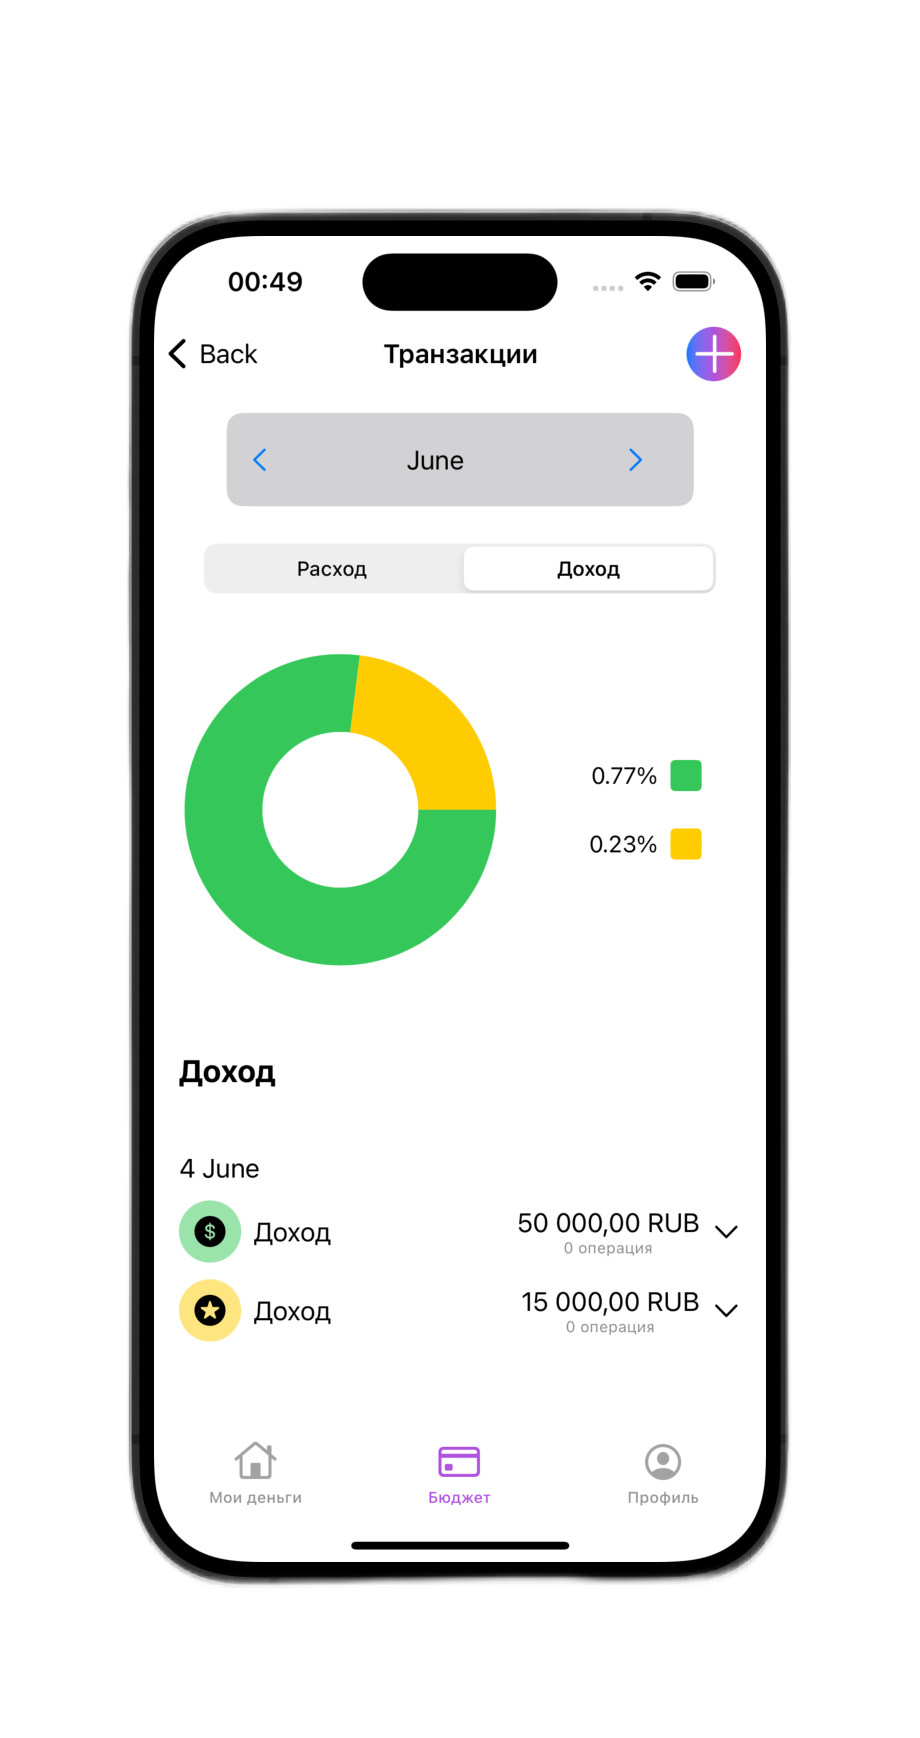 00:49
Back
Транзакции
June
Расход
Доход
0.77%
0.23%
Доход
4 June
$
Доход
50 000,00 RUB
0 операция
Доход
15 000,00 RUB
0 операция
Мои деньги
Бюджет
Профиль